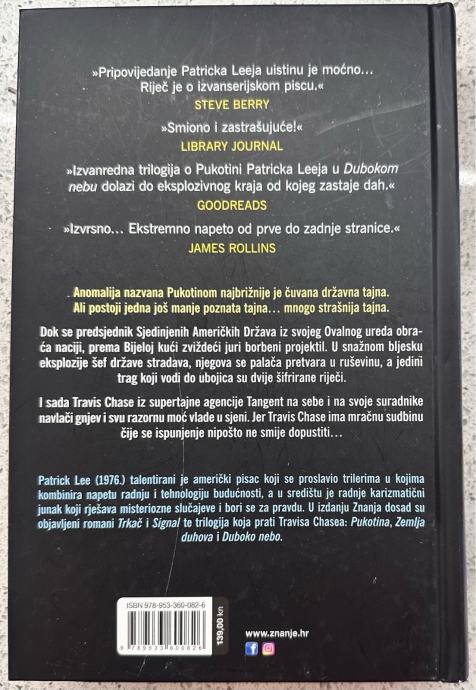 »Pripovijedanje Patricka Leeja uistinu je moćno...
Riječ je o izvanserijskom piscu.«
STEVE BERRY
»Smiono i zastrašujuće!«
LIBRARY JOURNAL
»Izvanredna trilogija o Pukotini Patricka Leeja u Dubokom
nebu dolazi do eksplozivnog kraja od kojeg zastaje dah.«
GOODREADS
»Izvrsno... Ekstremno napeto od prve do zadnje stranice.«
JAMES ROLLINS
Anomalija nazvana Pukotinom najbrižnije je čuvana državna tajna.
Ali postoji jedna još manje poznata tajna... mnogo strašnija tajna.
Dok se predsjednik Sjedinjenih Američkih Država iz svojeg Ovalnog ureda obra-
ća naciji, prema Bijeloj kući zviždeći juri borbeni projektil. U snažnom bljesku
eksplozije šef države stradava, njegova se palača pretvara u ruševinu, a jedini
trag koji vodi do ubojica su dvije šifrirane riječi.
I sada Travis Chase iz supertajne agencije Tangent na sebe i na svoje suradnike
navlači gnjev i svu razornu moć vlade u sjeni. Jer Travis Chase ima mračnu sudbinu
čije se ispunjenje nipošto ne smije dopustiti...
Patrick Lee (1976.) talentirani je američki pisac koji se proslavio trilerima u kojima
kombinira napetu radnju i tehnologiju budućnosti, a u središtu je radnje karizmatični
junak koji rješava misteriozne slučajeve i bori se za pravdu. U izdanju Znanja dosad su
objavljeni romani Trkač i Signal te trilogija koja prati Travisa Chasea: Pukotina, Zemlja
duhova i Duboko nebo.
ISBN 978-953-360-082-6
9 789533 600826
139,00 kn
www.znanje.hr